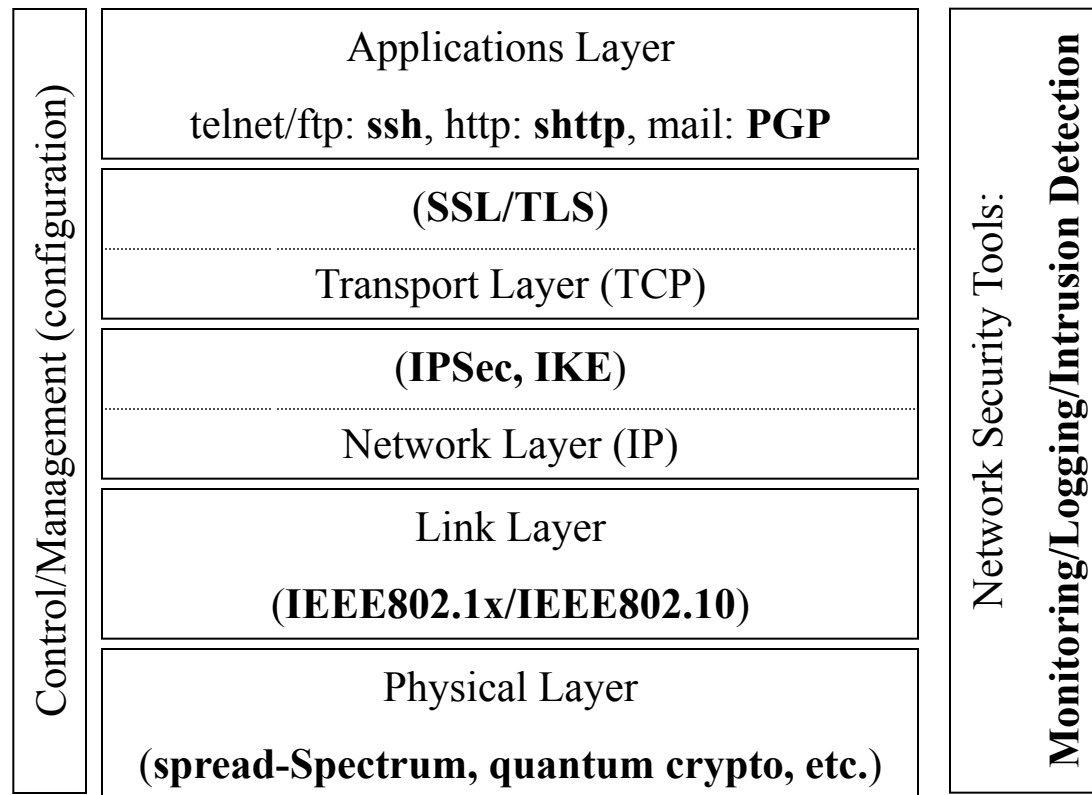 Control/Management (configuration)
Applications Layer
telnet/ftp: ssh, http: shttp, mail: PGP
(SSL/TLS)
Transport Layer (TCP)
(IPSec, IKE)
Network Layer (IP)
Link Layer
(IEEE802.1x/IEEE802.10)
Physical Layer
(spread-Spectrum, quantum crypto, etc.)
Network Security Tools:
Monitoring/Logging/Intrusion Detection